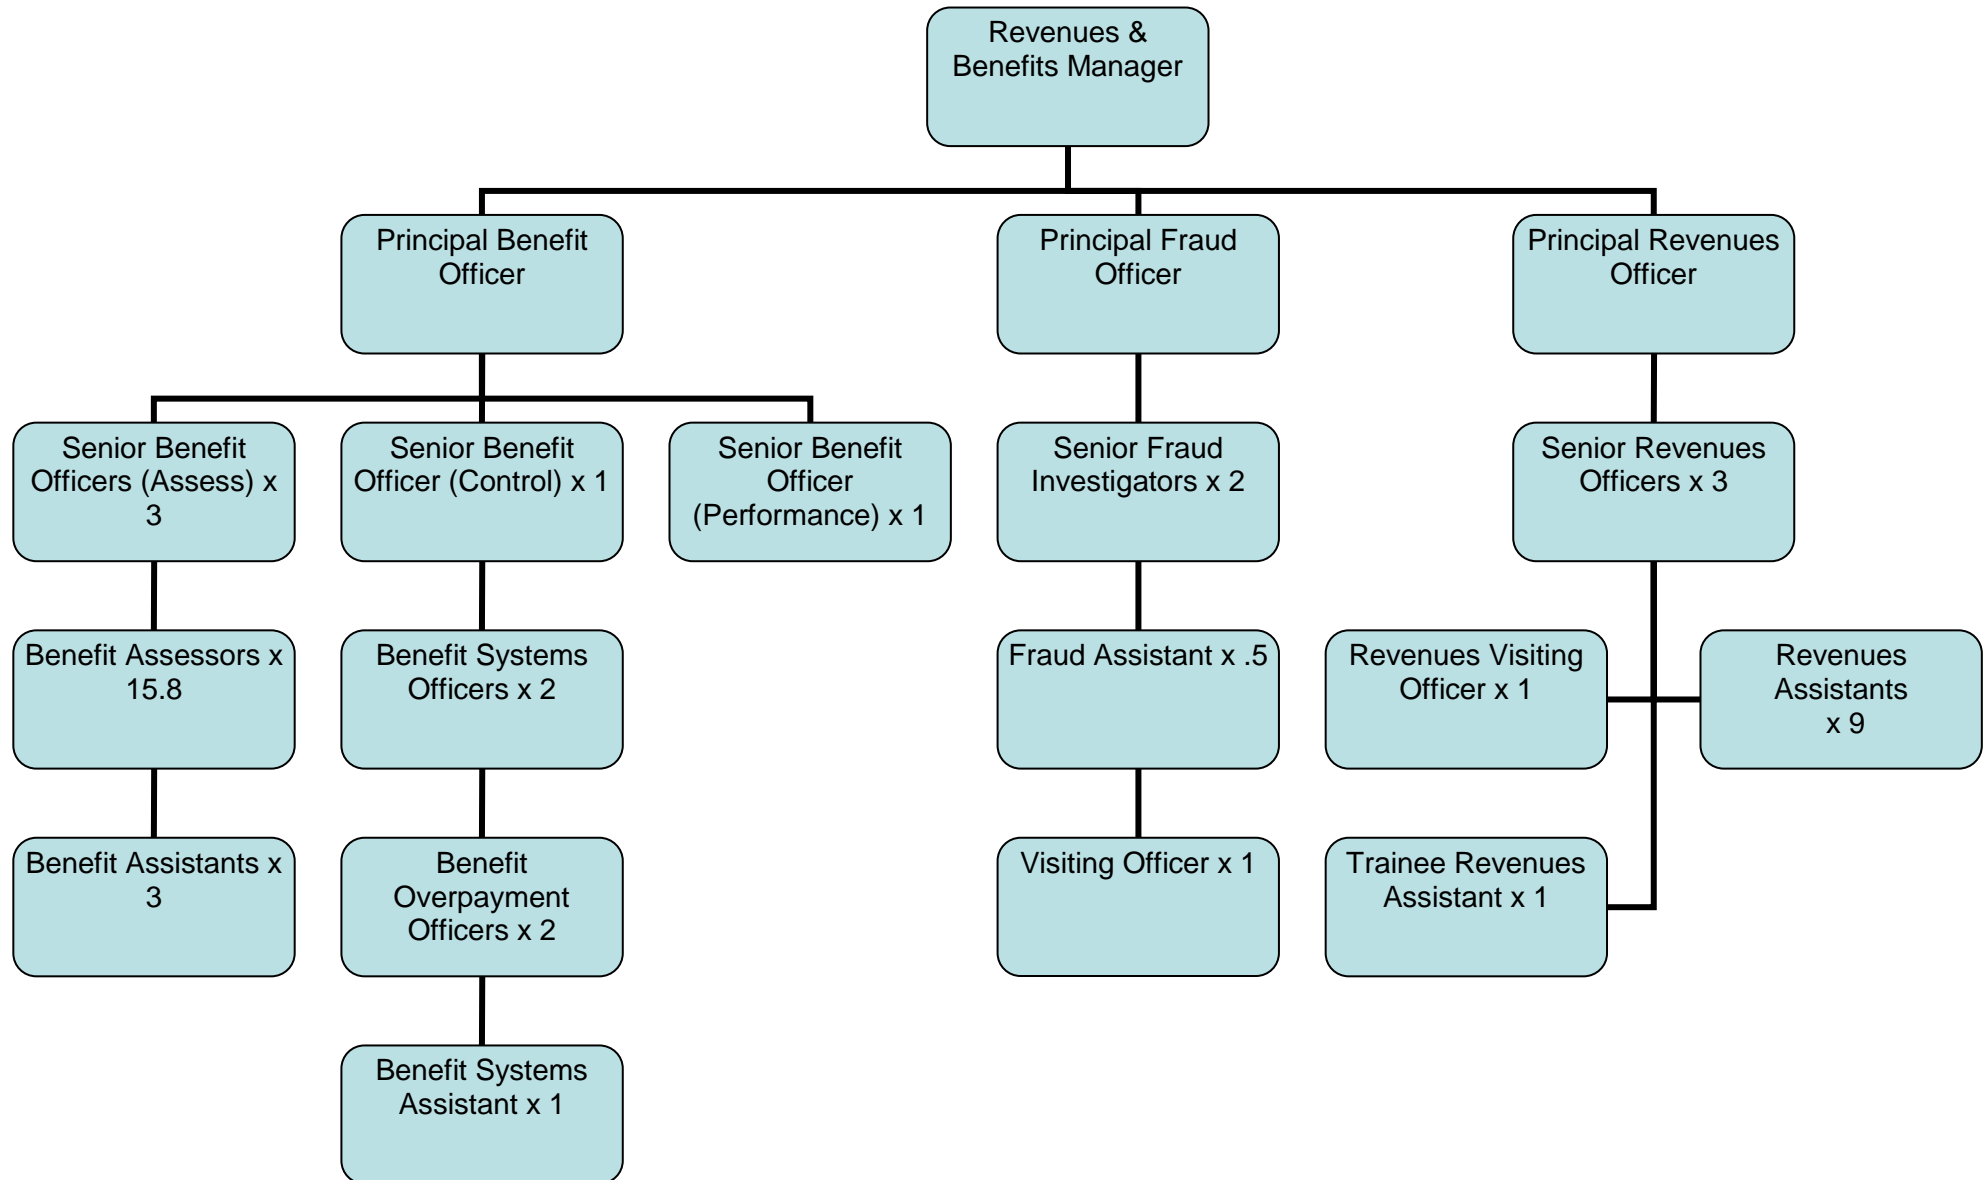 Revenues &
Benefits Manager
Principal Benefit
Officer
Principal Fraud
Officer
Principal Revenues
Officer
Senior Benefit
Officers (Assess) x
3
Senior Benefit
Officer (Control) x 1
Senior Benefit
Officer
(Performance) x 1
Senior Fraud
Investigators x 2
Senior Revenues
Officers x 3
Benefit Assessors x
15.8
Benefit Systems
Officers x 2
Fraud Assistant x .5
Revenues Visiting
Officer x 1
Revenues
Assistants
x 9
Benefit Assistants x
3
Benefit
Overpayment
Officers x 2
Visiting Officer x 1
Trainee Revenues
Assistant x 1
Benefit Systems
Assistant x 1